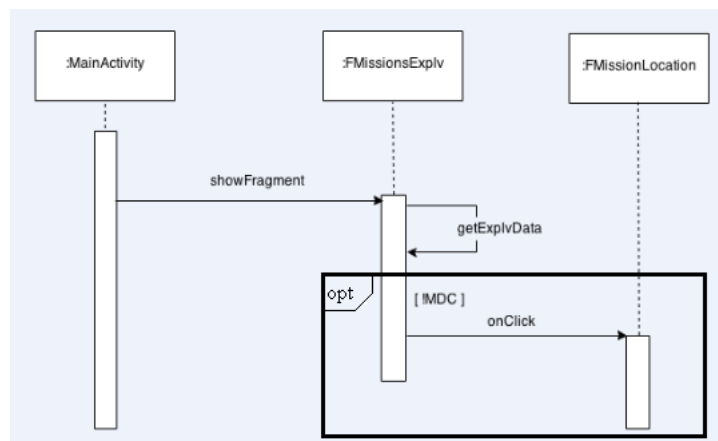 :MainActivity
:FMissionsExplv
:FMissionLocation
showFragment
getExplvData
opt
[ !MDC ]
onClick